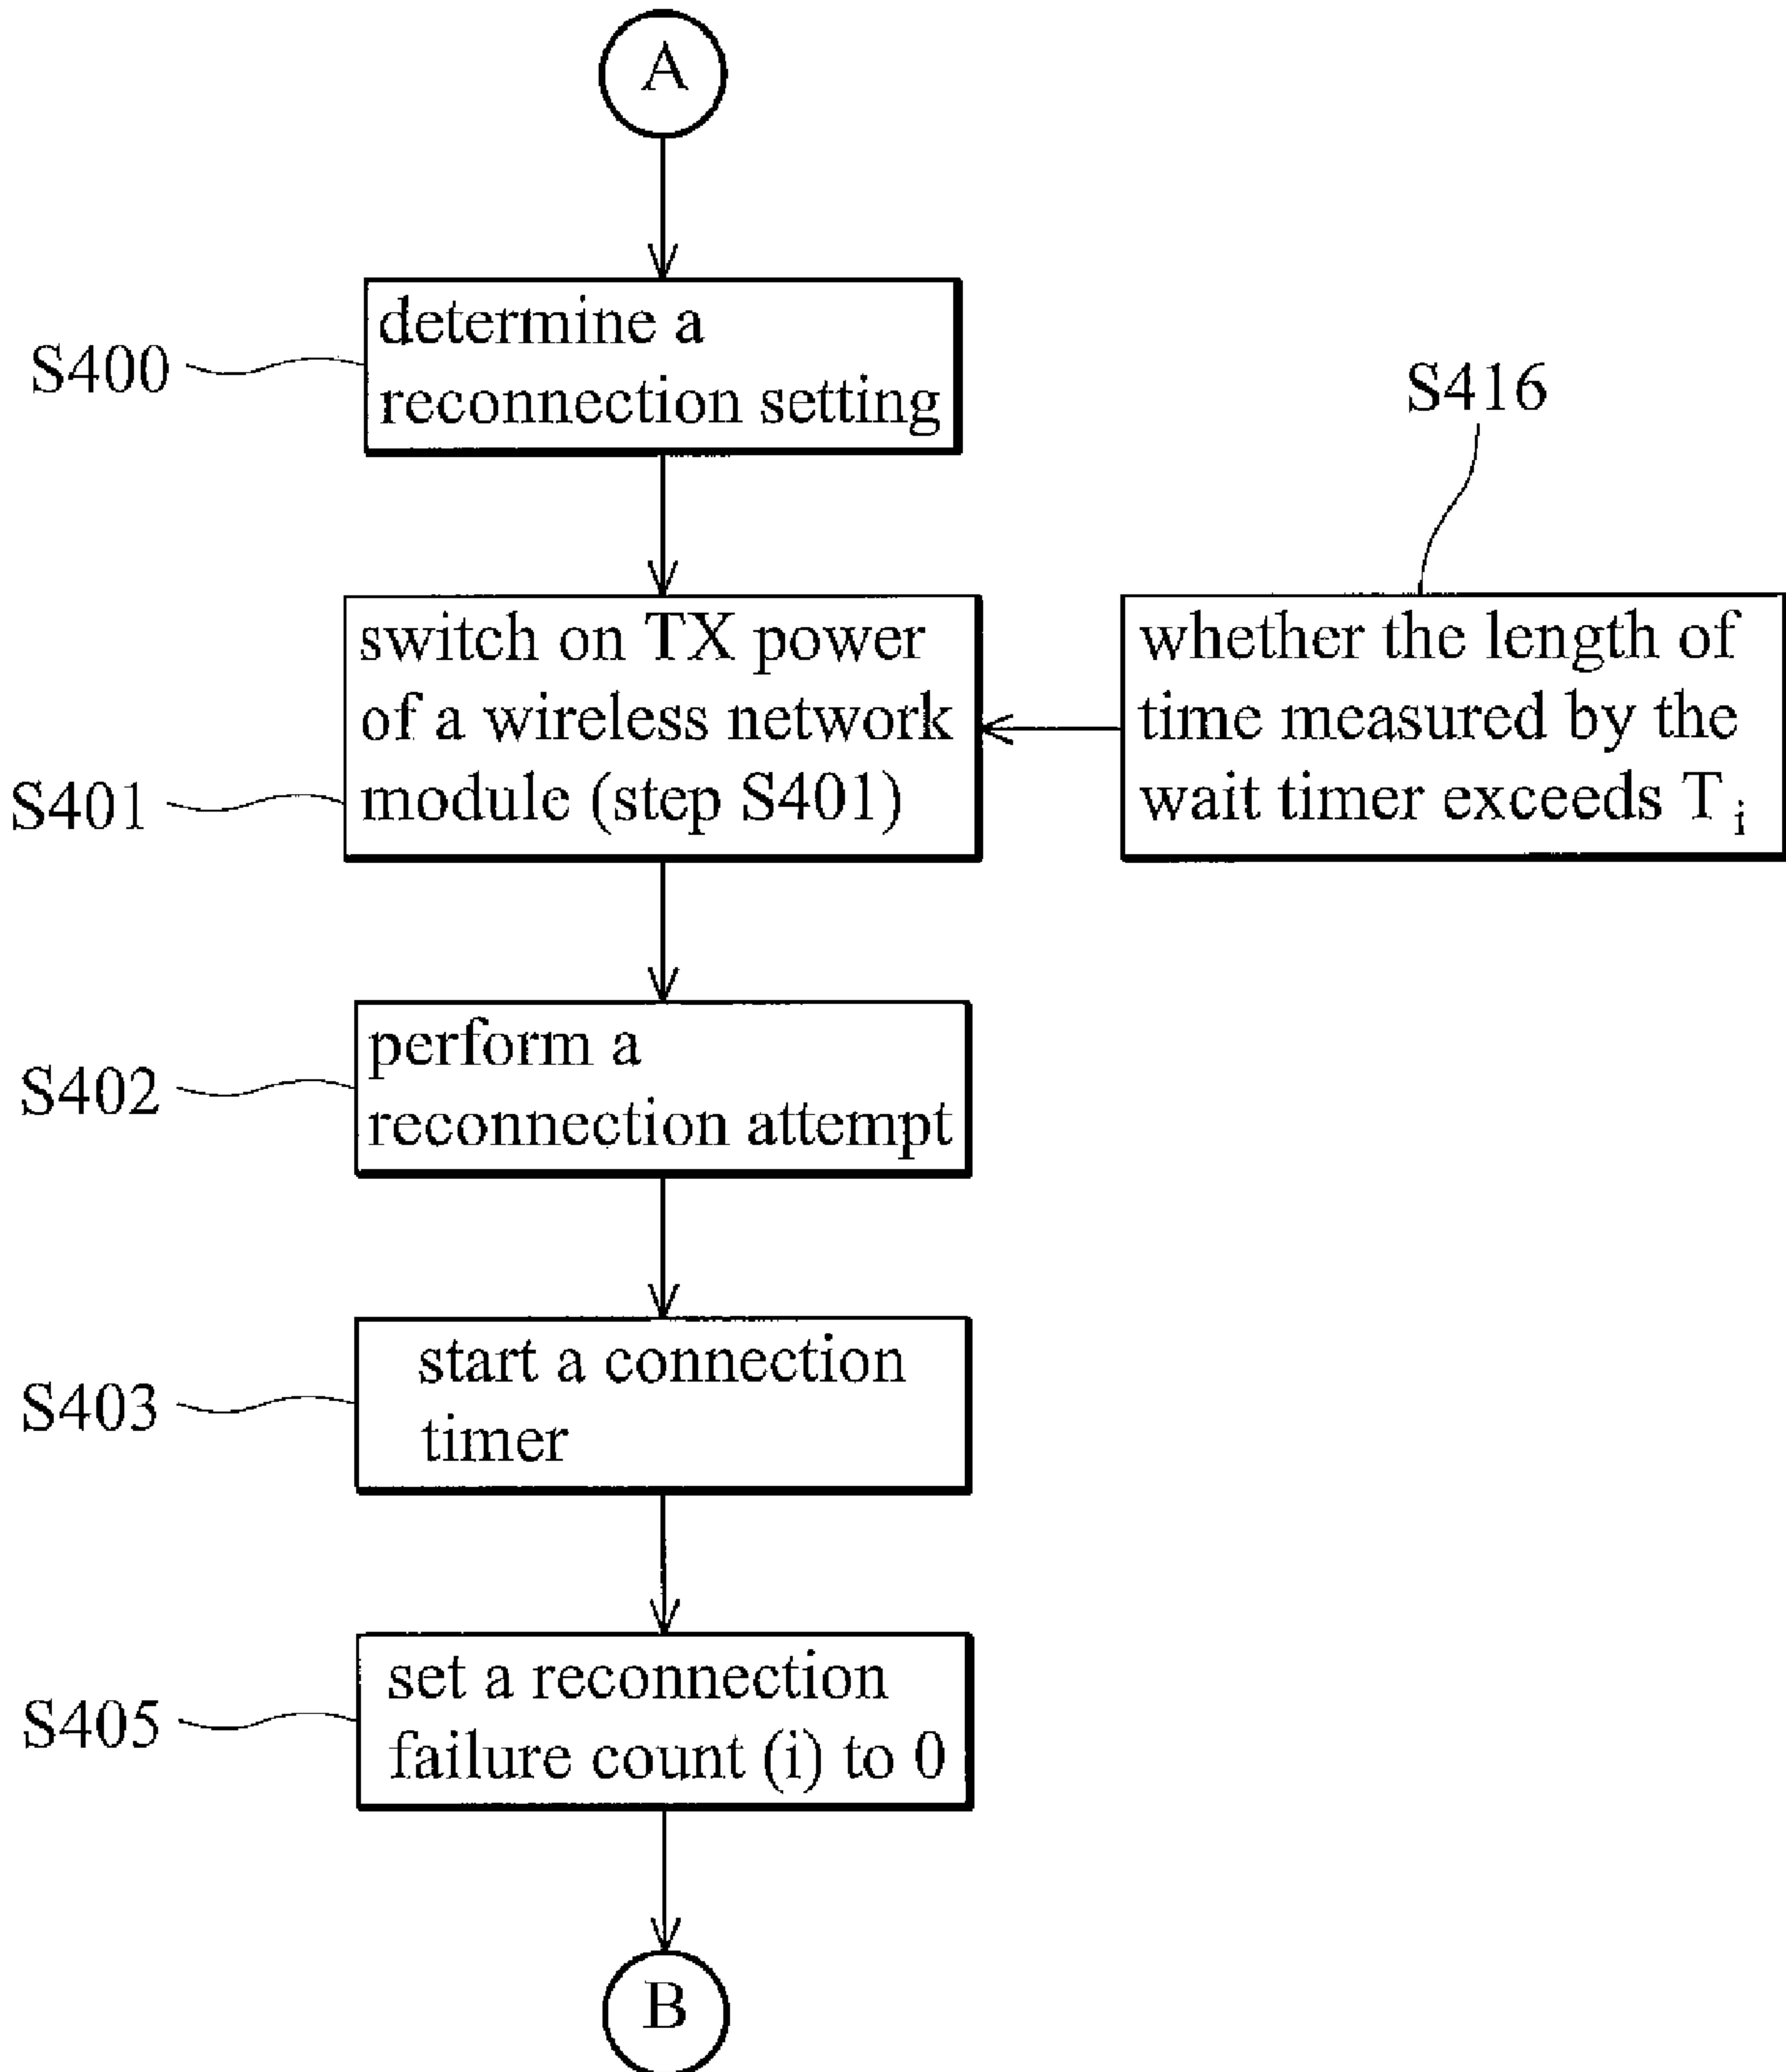 A
S400
determine a
reconnection setting
S416
S401
switch on TX power
of a wireless network
module (step S401)
whether the length of
time measured by the
wait timer exceeds T i
S402
perform a
reconnection attempt
S403
start a connection
timer
S405
set a reconnection
failure count (i) to 0
B